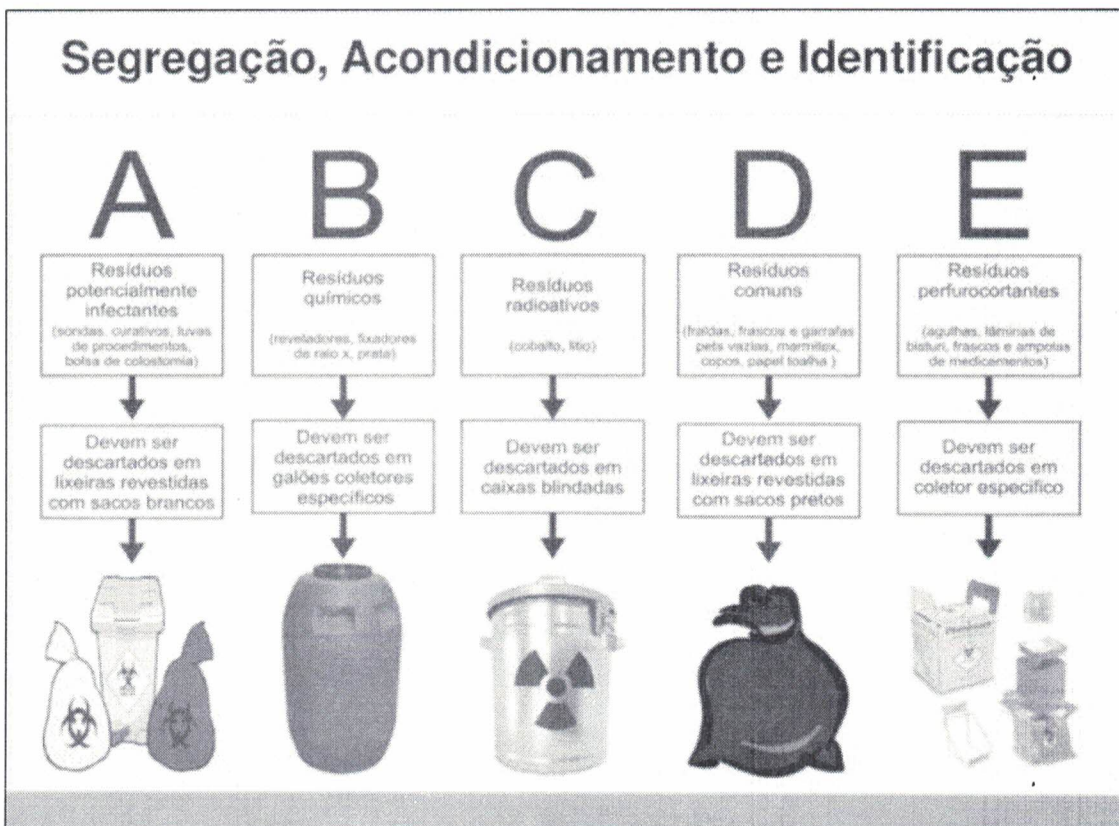 Segregação, Acondicionamento e Identificação
A
B
C
D
E
Resíduos
potencialmente
infectantes
(sondas, curativos, luvas
de procedimentos,
bolsa de colostomia)
Resíduos
químicos
(reveladores, fixadores
de raio x, prata)
Resíduos
radioativos
(cobalto, lítio)
Resíduos
comuns
(fraldas, frascos e garrafas
pets vazias, marmitex,
copos, papel toalha )
Resíduos
perfurocortantes
(agulhas, lâminas de
bisturi, frascos e ampolas
de medicamentos)
Devem ser
descartados em
lixeiras revestidas
com sacos brancos
Devem ser
descartados em
galões coletores
específicos
Devem ser
descartados em
caixas blindadas
Devem ser
descartados em
lixeiras revestidas
com sacos pretos
Devem ser
descartados em
coletor específico